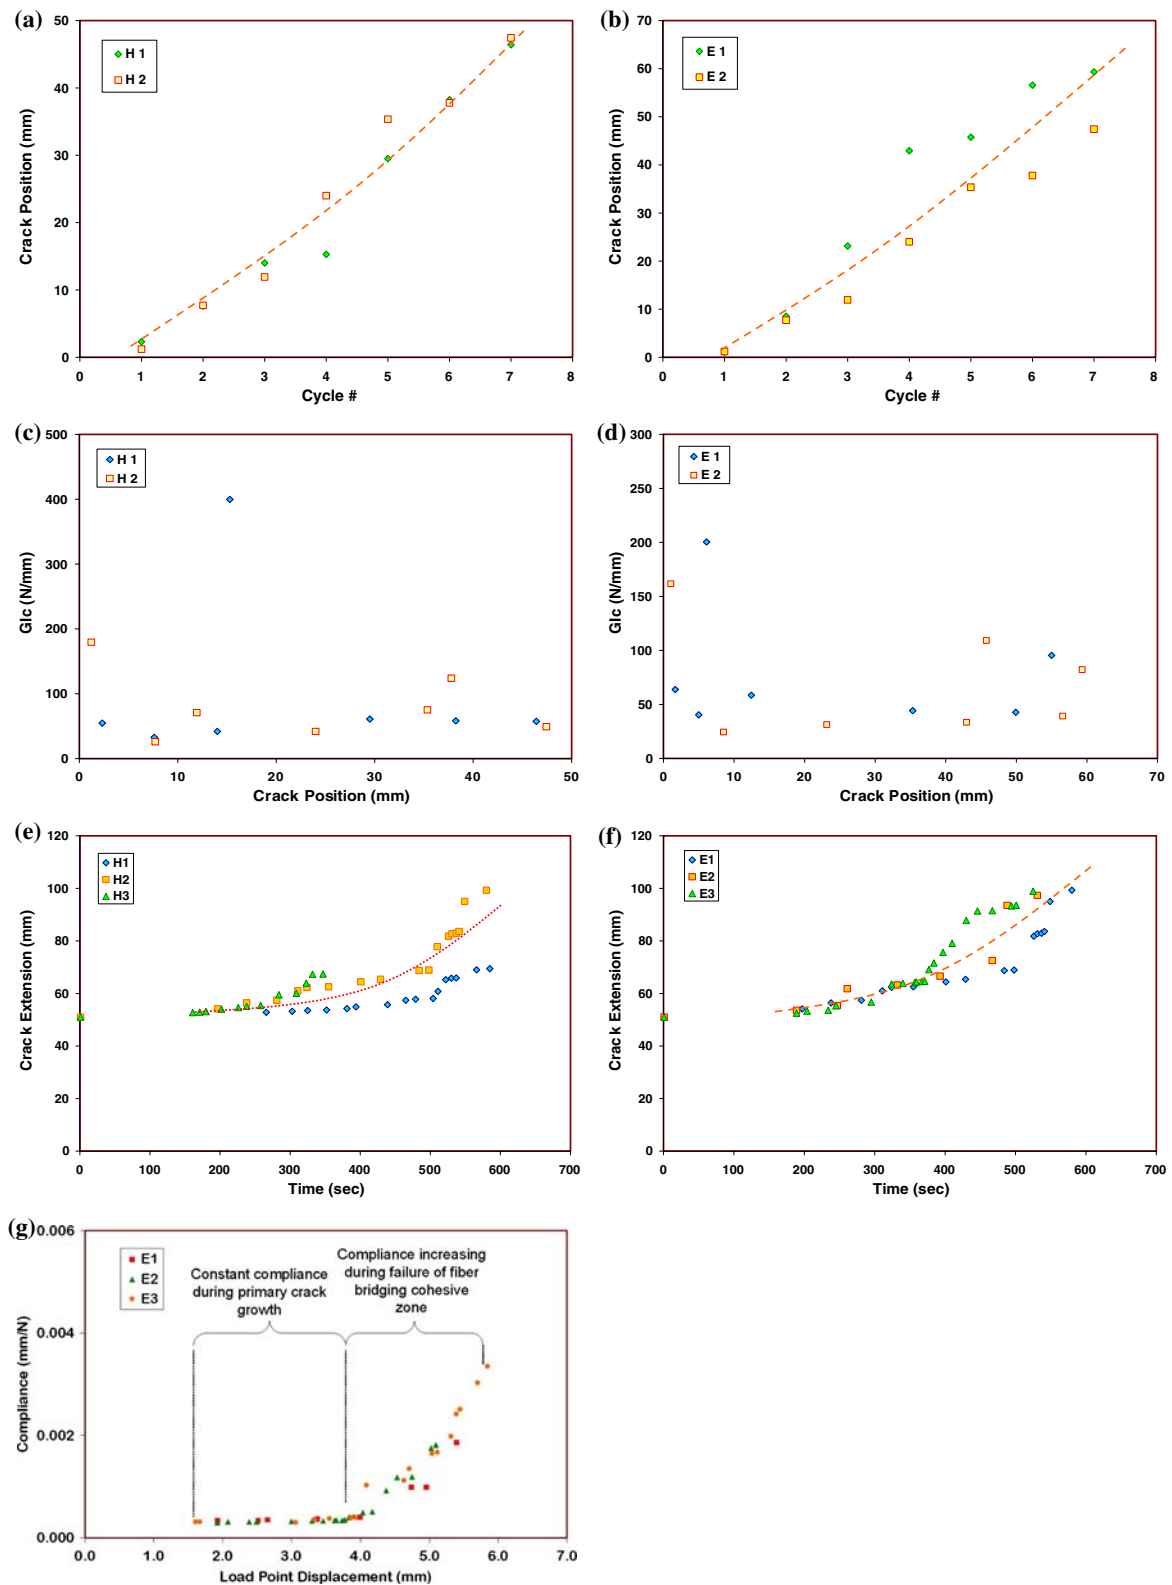 (a)
50
40
30
20
10
0
Crack Position (mm)
H 1
H 2
0 1 2 3 4 5 6 7 8
Cycle #
(b)
70
60
50
40
30
20
10
0
Crack Position (mm)
E 1
E 2
0 1 2 3 4 5 6 7 8
Cycle #
(c)
500
400
300
200
100
0
GIc (N/mm)
H 1
H 2
0 10 20 30 40 50
Crack Position (mm)
(d)
300
250
200
150
100
50
0
GIc (N/mm)
E 1
E 2
0 10 20 30 40 50 60 70
Crack Position (mm)
(e)
120
100
80
60
40
20
0
Crack Extension (mm)
H1
H2
H3
0 100 200 300 400 500 600 700
Time (sec)
(f)
120
100
80
60
40
20
0
Crack Extension (mm)
E1
E2
E3
0 100 200 300 400 500 600 700
Time (sec)
(g)
0.006
0.004
0.002
0.000
Compliance (mm/N)
E1
E2
E3
Constant compliance
during primary crack
growth
Compliance increasing
during failure of fiber
bridging cohesive
zone
0.0 1.0 2.0 3.0 4.0 5.0 6.0 7.0
Load Point Displacement (mm)